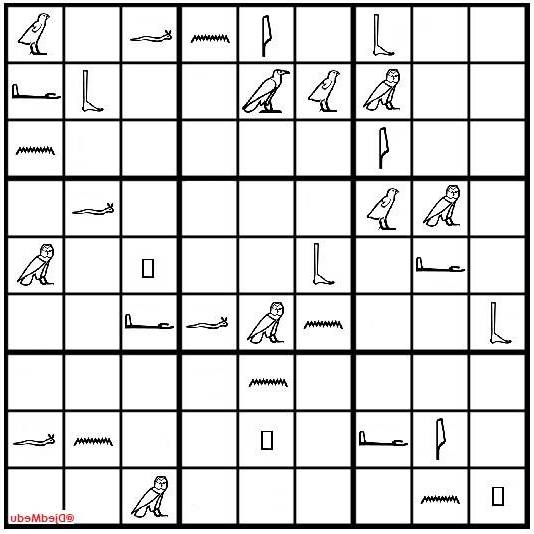 𓃀 𓇋 𓈖 𓆑 𓅱
𓅓 𓅱 𓄿 𓃀 𓂝
𓇋 𓈖
𓅓 𓅱 𓆑
𓂝 𓃀 𓊪 𓅓
𓃀 𓈖 𓅓 𓆑 𓂝
𓈖
𓇋 𓂝 𓊪 𓈖 𓆑
𓊪 𓈖 𓅓
@DjedMedu